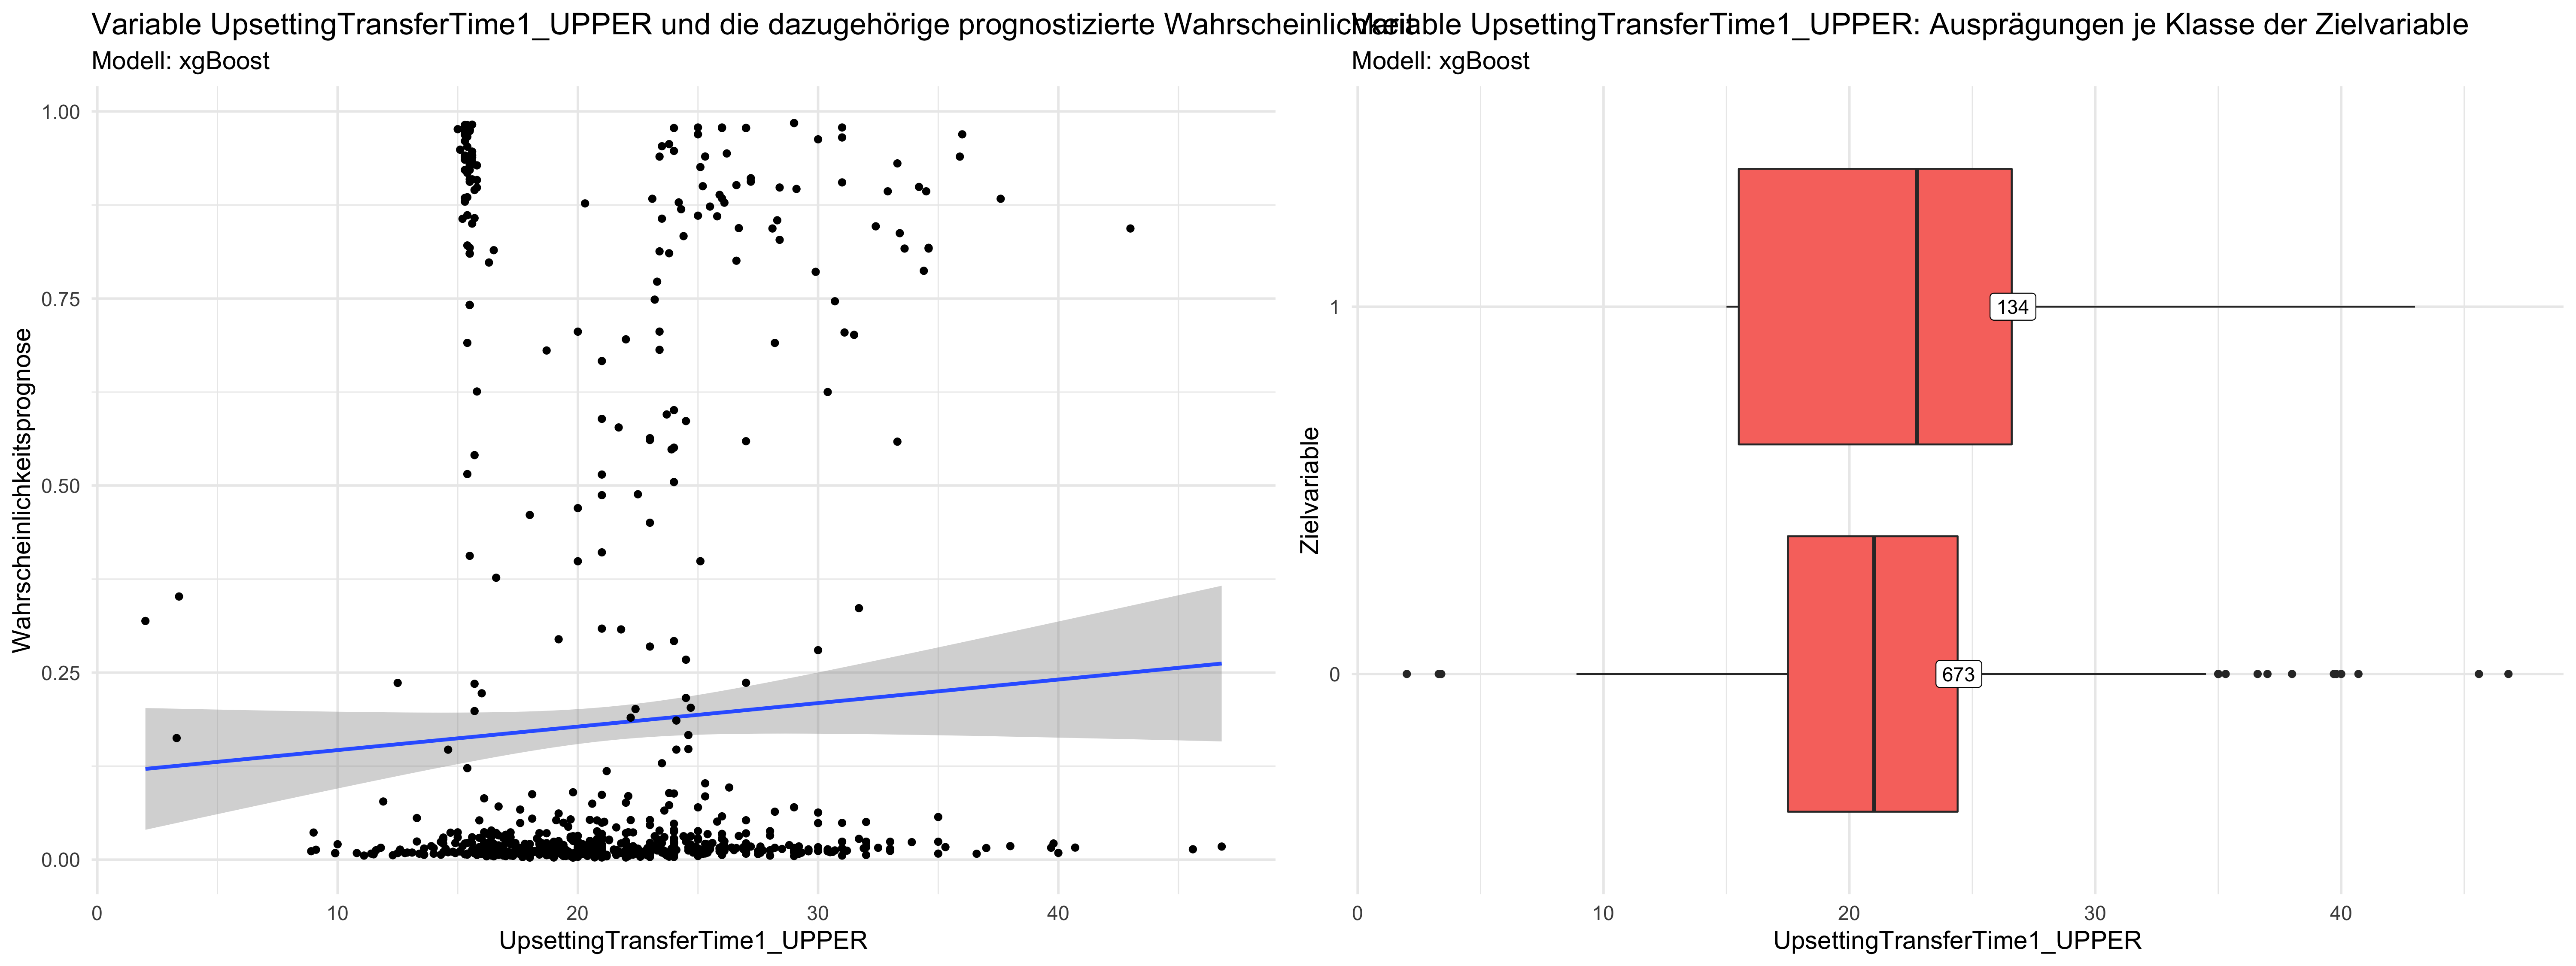 Variable UpsettingTransferTime1_UPPER und die dazugehörige prognostizierte Wahrscheinlichkeit
Modell: xgBoost
Wahrscheinlichkeitsprognose
1.00
0.75
0.50
0.25
0.00
0
10
20
30
40
UpsettingTransferTime1_UPPER
Variable UpsettingTransferTime1_UPPER: Ausprägungen je Klasse der Zielvariable
Modell: xgBoost
Zielvariable
1
0
134
673
0
10
20
30
40
UpsettingTransferTime1_UPPER